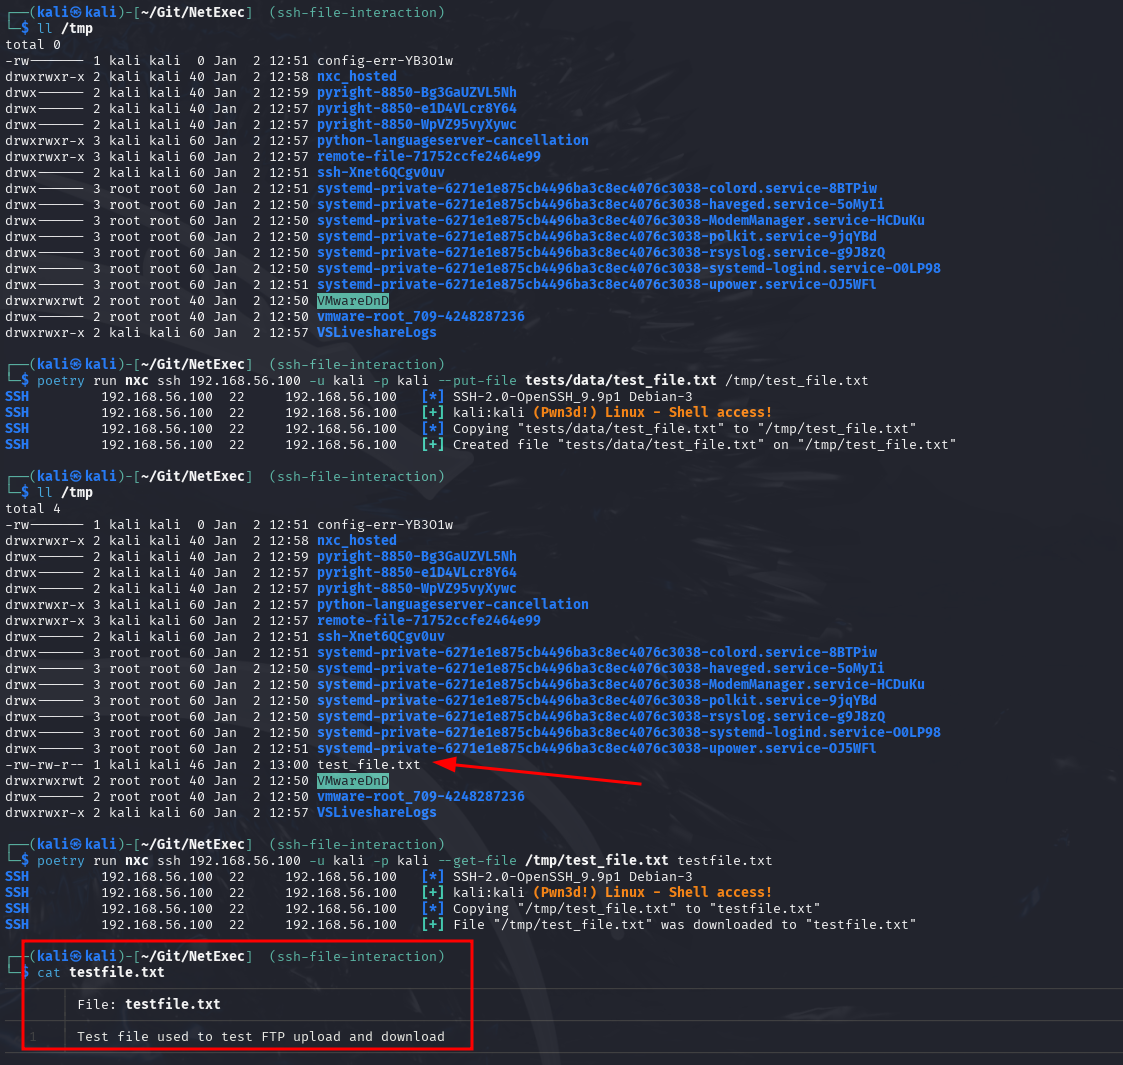 ┌──(kali㉿kali)-[~/Git/NetExec]  (ssh-file-interaction)
└─$ ll /tmp
total 0
-rw------- 1 kali kali  0 Jan  2 12:51 config-err-YB3O1w
drwxrwxr-x 2 kali kali 40 Jan  2 12:58 nxc_hosted
drwx------ 2 kali kali 40 Jan  2 12:59 pyright-8850-Bg3GaUZVL5Nh
drwx------ 2 kali kali 40 Jan  2 12:57 pyright-8850-e1D4VLcr8Y64
drwx------ 2 kali kali 40 Jan  2 12:57 pyright-8850-WpVZ95vyXywc
drwxrwxr-x 3 kali kali 60 Jan  2 12:57 python-languageserver-cancellation
drwxrwxr-x 3 kali kali 60 Jan  2 12:57 remote-file-71752ccfe2464e99
drwx------ 2 kali kali 60 Jan  2 12:51 ssh-Xnet6QCgv0uv
drwx------ 3 root root 60 Jan  2 12:51 systemd-private-6271e1e875cb4496ba3c8ec4076c3038-colord.service-8BTPiw
drwx------ 3 root root 60 Jan  2 12:50 systemd-private-6271e1e875cb4496ba3c8ec4076c3038-haveged.service-5oMyIi
drwx------ 3 root root 60 Jan  2 12:50 systemd-private-6271e1e875cb4496ba3c8ec4076c3038-ModemManager.service-HCDuKu
drwx------ 3 root root 60 Jan  2 12:50 systemd-private-6271e1e875cb4496ba3c8ec4076c3038-polkit.service-9jqYBd
drwx------ 3 root root 60 Jan  2 12:50 systemd-private-6271e1e875cb4496ba3c8ec4076c3038-rsyslog.service-g9J8zQ
drwx------ 3 root root 60 Jan  2 12:50 systemd-private-6271e1e875cb4496ba3c8ec4076c3038-systemd-logind.service-O0LP98
drwx------ 3 root root 60 Jan  2 12:51 systemd-private-6271e1e875cb4496ba3c8ec4076c3038-upower.service-OJ5WFl
drwxrwxrwt 2 root root 40 Jan  2 12:50 VMwareDnD
drwx------ 2 root root 40 Jan  2 12:50 vmware-root_709-4248287236
drwxrwxr-x 3 kali kali 60 Jan  2 12:57 VSLiveshareLogs
┌──(kali㉿kali)-[~/Git/NetExec]  (ssh-file-interaction)
└─$ poetry run nxc ssh 192.168.56.100 -u kali -p kali --put-file tests/data/test_file.txt /tmp/test_file.txt
SSH         192.168.56.100  22     192.168.56.100   [*] SSH-2.0-OpenSSH_9.9p1 Debian-3
SSH         192.168.56.100  22     192.168.56.100   [+] kali:kali (Pwn3d!) Linux - Shell access!
SSH         192.168.56.100  22     192.168.56.100   [*] Copying "tests/data/test_file.txt" to "/tmp/test_file.txt"
SSH         192.168.56.100  22     192.168.56.100   [+] Created file "tests/data/test_file.txt" on "/tmp/test_file.txt"
┌──(kali㉿kali)-[~/Git/NetExec]  (ssh-file-interaction)
└─$ ll /tmp
total 4
-rw------- 1 kali kali  0 Jan  2 12:51 config-err-YB3O1w
drwxrwxr-x 2 kali kali 40 Jan  2 12:58 nxc_hosted
drwx------ 2 kali kali 40 Jan  2 12:59 pyright-8850-Bg3GaUZVL5Nh
drwx------ 2 kali kali 40 Jan  2 12:57 pyright-8850-e1D4VLcr8Y64
drwx------ 2 kali kali 40 Jan  2 12:57 pyright-8850-WpVZ95vyXywc
drwxrwxr-x 3 kali kali 60 Jan  2 12:57 python-languageserver-cancellation
drwxrwxr-x 3 kali kali 60 Jan  2 12:57 remote-file-71752ccfe2464e99
drwx------ 2 kali kali 60 Jan  2 12:51 ssh-Xnet6QCgv0uv
drwx------ 3 root root 60 Jan  2 12:51 systemd-private-6271e1e875cb4496ba3c8ec4076c3038-colord.service-8BTPiw
drwx------ 3 root root 60 Jan  2 12:50 systemd-private-6271e1e875cb4496ba3c8ec4076c3038-haveged.service-5oMyIi
drwx------ 3 root root 60 Jan  2 12:50 systemd-private-6271e1e875cb4496ba3c8ec4076c3038-ModemManager.service-HCDuKu
drwx------ 3 root root 60 Jan  2 12:50 systemd-private-6271e1e875cb4496ba3c8ec4076c3038-polkit.service-9jqYBd
drwx------ 3 root root 60 Jan  2 12:50 systemd-private-6271e1e875cb4496ba3c8ec4076c3038-rsyslog.service-g9J8zQ
drwx------ 3 root root 60 Jan  2 12:50 systemd-private-6271e1e875cb4496ba3c8ec4076c3038-systemd-logind.service-O0LP98
drwx------ 3 root root 60 Jan  2 12:51 systemd-private-6271e1e875cb4496ba3c8ec4076c3038-upower.service-OJ5WFl
-rw-rw-r-- 1 kali kali 46 Jan  2 13:00 test_file.txt
drwxrwxrwt 2 root root 40 Jan  2 12:50 VMwareDnD
drwx------ 2 root root 40 Jan  2 12:50 vmware-root_709-4248287236
drwxrwxr-x 3 kali kali 60 Jan  2 12:57 VSLiveshareLogs
┌──(kali㉿kali)-[~/Git/NetExec]  (ssh-file-interaction)
└─$ poetry run nxc ssh 192.168.56.100 -u kali -p kali --get-file /tmp/test_file.txt testfile.txt
SSH         192.168.56.100  22     192.168.56.100   [*] SSH-2.0-OpenSSH_9.9p1 Debian-3
SSH         192.168.56.100  22     192.168.56.100   [+] kali:kali (Pwn3d!) Linux - Shell access!
SSH         192.168.56.100  22     192.168.56.100   [*] Copying "/tmp/test_file.txt" to "testfile.txt"
SSH         192.168.56.100  22     192.168.56.100   [+] File "/tmp/test_file.txt" was downloaded to "testfile.txt"
┌──(kali㉿kali)-[~/Git/NetExec]  (ssh-file-interaction)
└─$ cat testfile.txt
File: testfile.txt
1 Test file used to test FTP upload and download